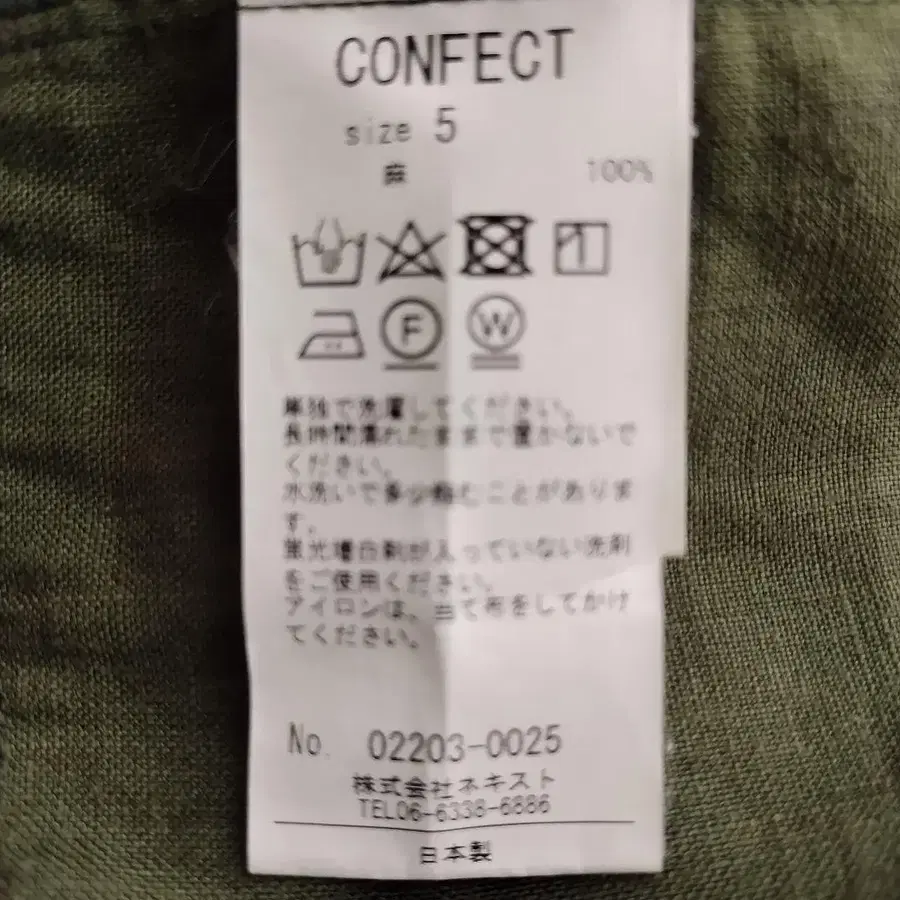 CONFECT
size 5
麻 100%
F W
単独で洗濯してください。
長時間濡れたままで置かないで
ください。
水洗いで多少縮むことがありま
す。
蛍光増白剤が入っていない洗剤
をご使用ください。
アイロンは、当て布をしてかけ
てください。
No. 02203-0025
株式会社ネキスト
TEL06-6338-6886
日本製